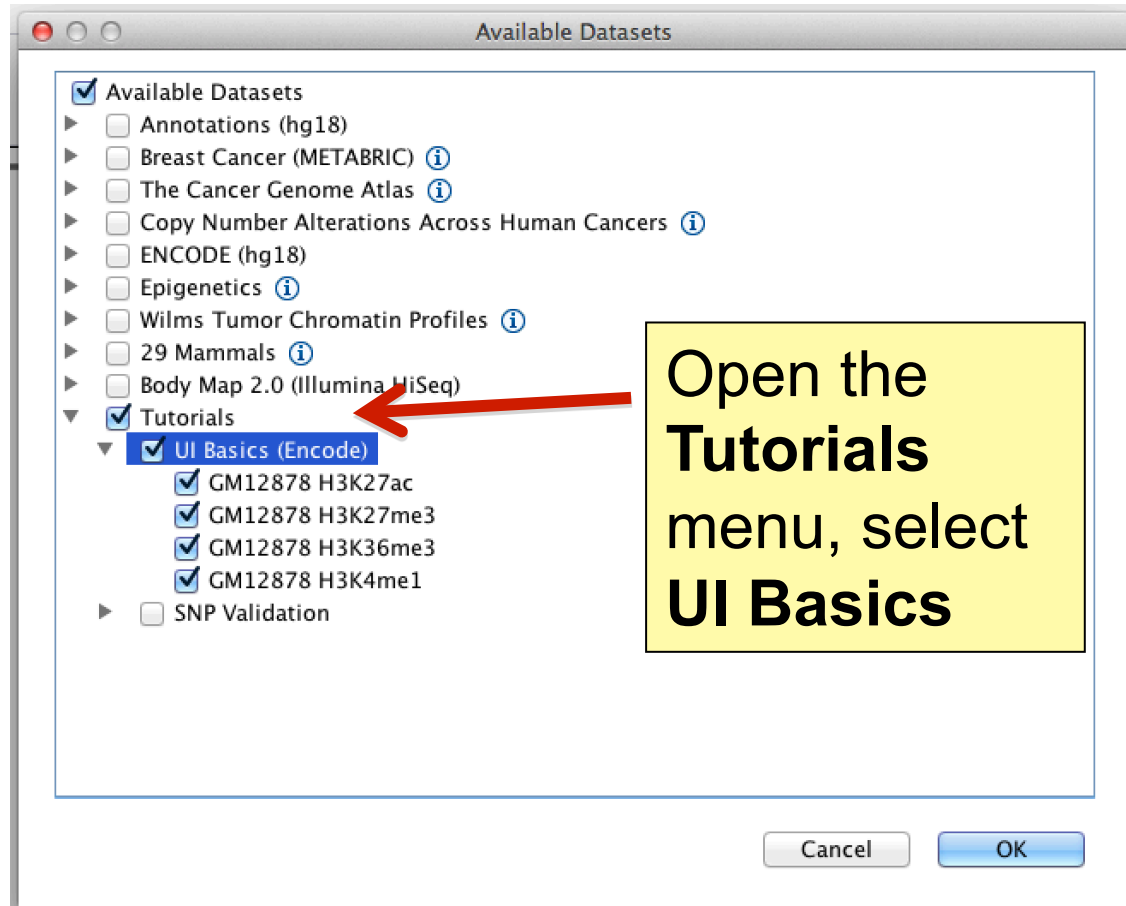 Available Datasets
Available Datasets
Annotations (hg18)
Breast Cancer (METABRIC)
The Cancer Genome Atlas
Copy Number Alterations Across Human Cancers
ENCODE (hg18)
Epigenetics
Wilms Tumor Chromatin Profiles
29 Mammals
Body Map 2.0 (Illumina HiSeq)
Tutorials
UI Basics (Encode)
GM12878 H3K27ac
GM12878 H3K27me3
GM12878 H3K36me3
GM12878 H3K4me1
SNP Validation
Open the
Tutorials
menu, select
UI Basics
Cancel
OK